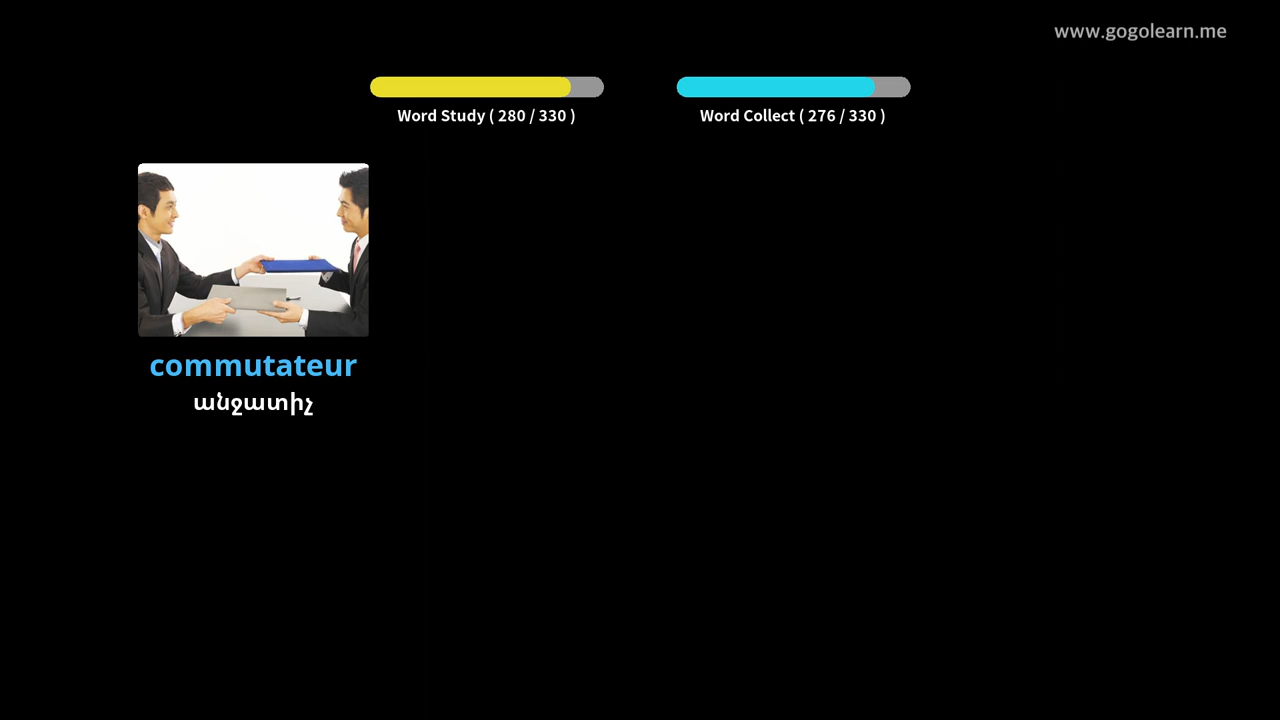 www.gogolearn.me
Word Study ( 280 / 330 )
Word Collect ( 276 / 330 )
commutateur
անջատիչ